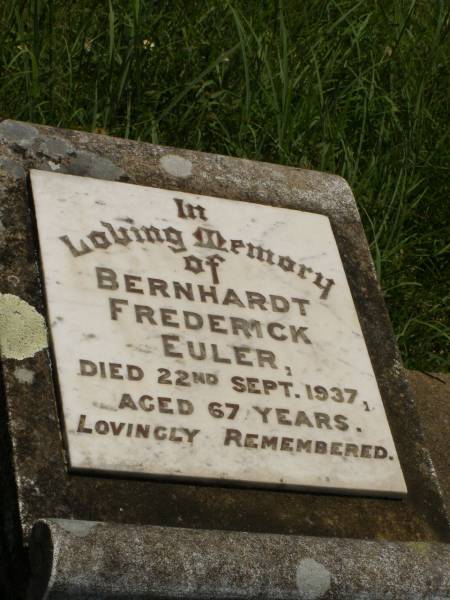 In
Loving Memory
of
BERNHARDT
FREDERICK
EULER,
DIED 22ND SEPT. 1937,
AGED 67 YEARS.
LOVINGLY REMEMBERED.